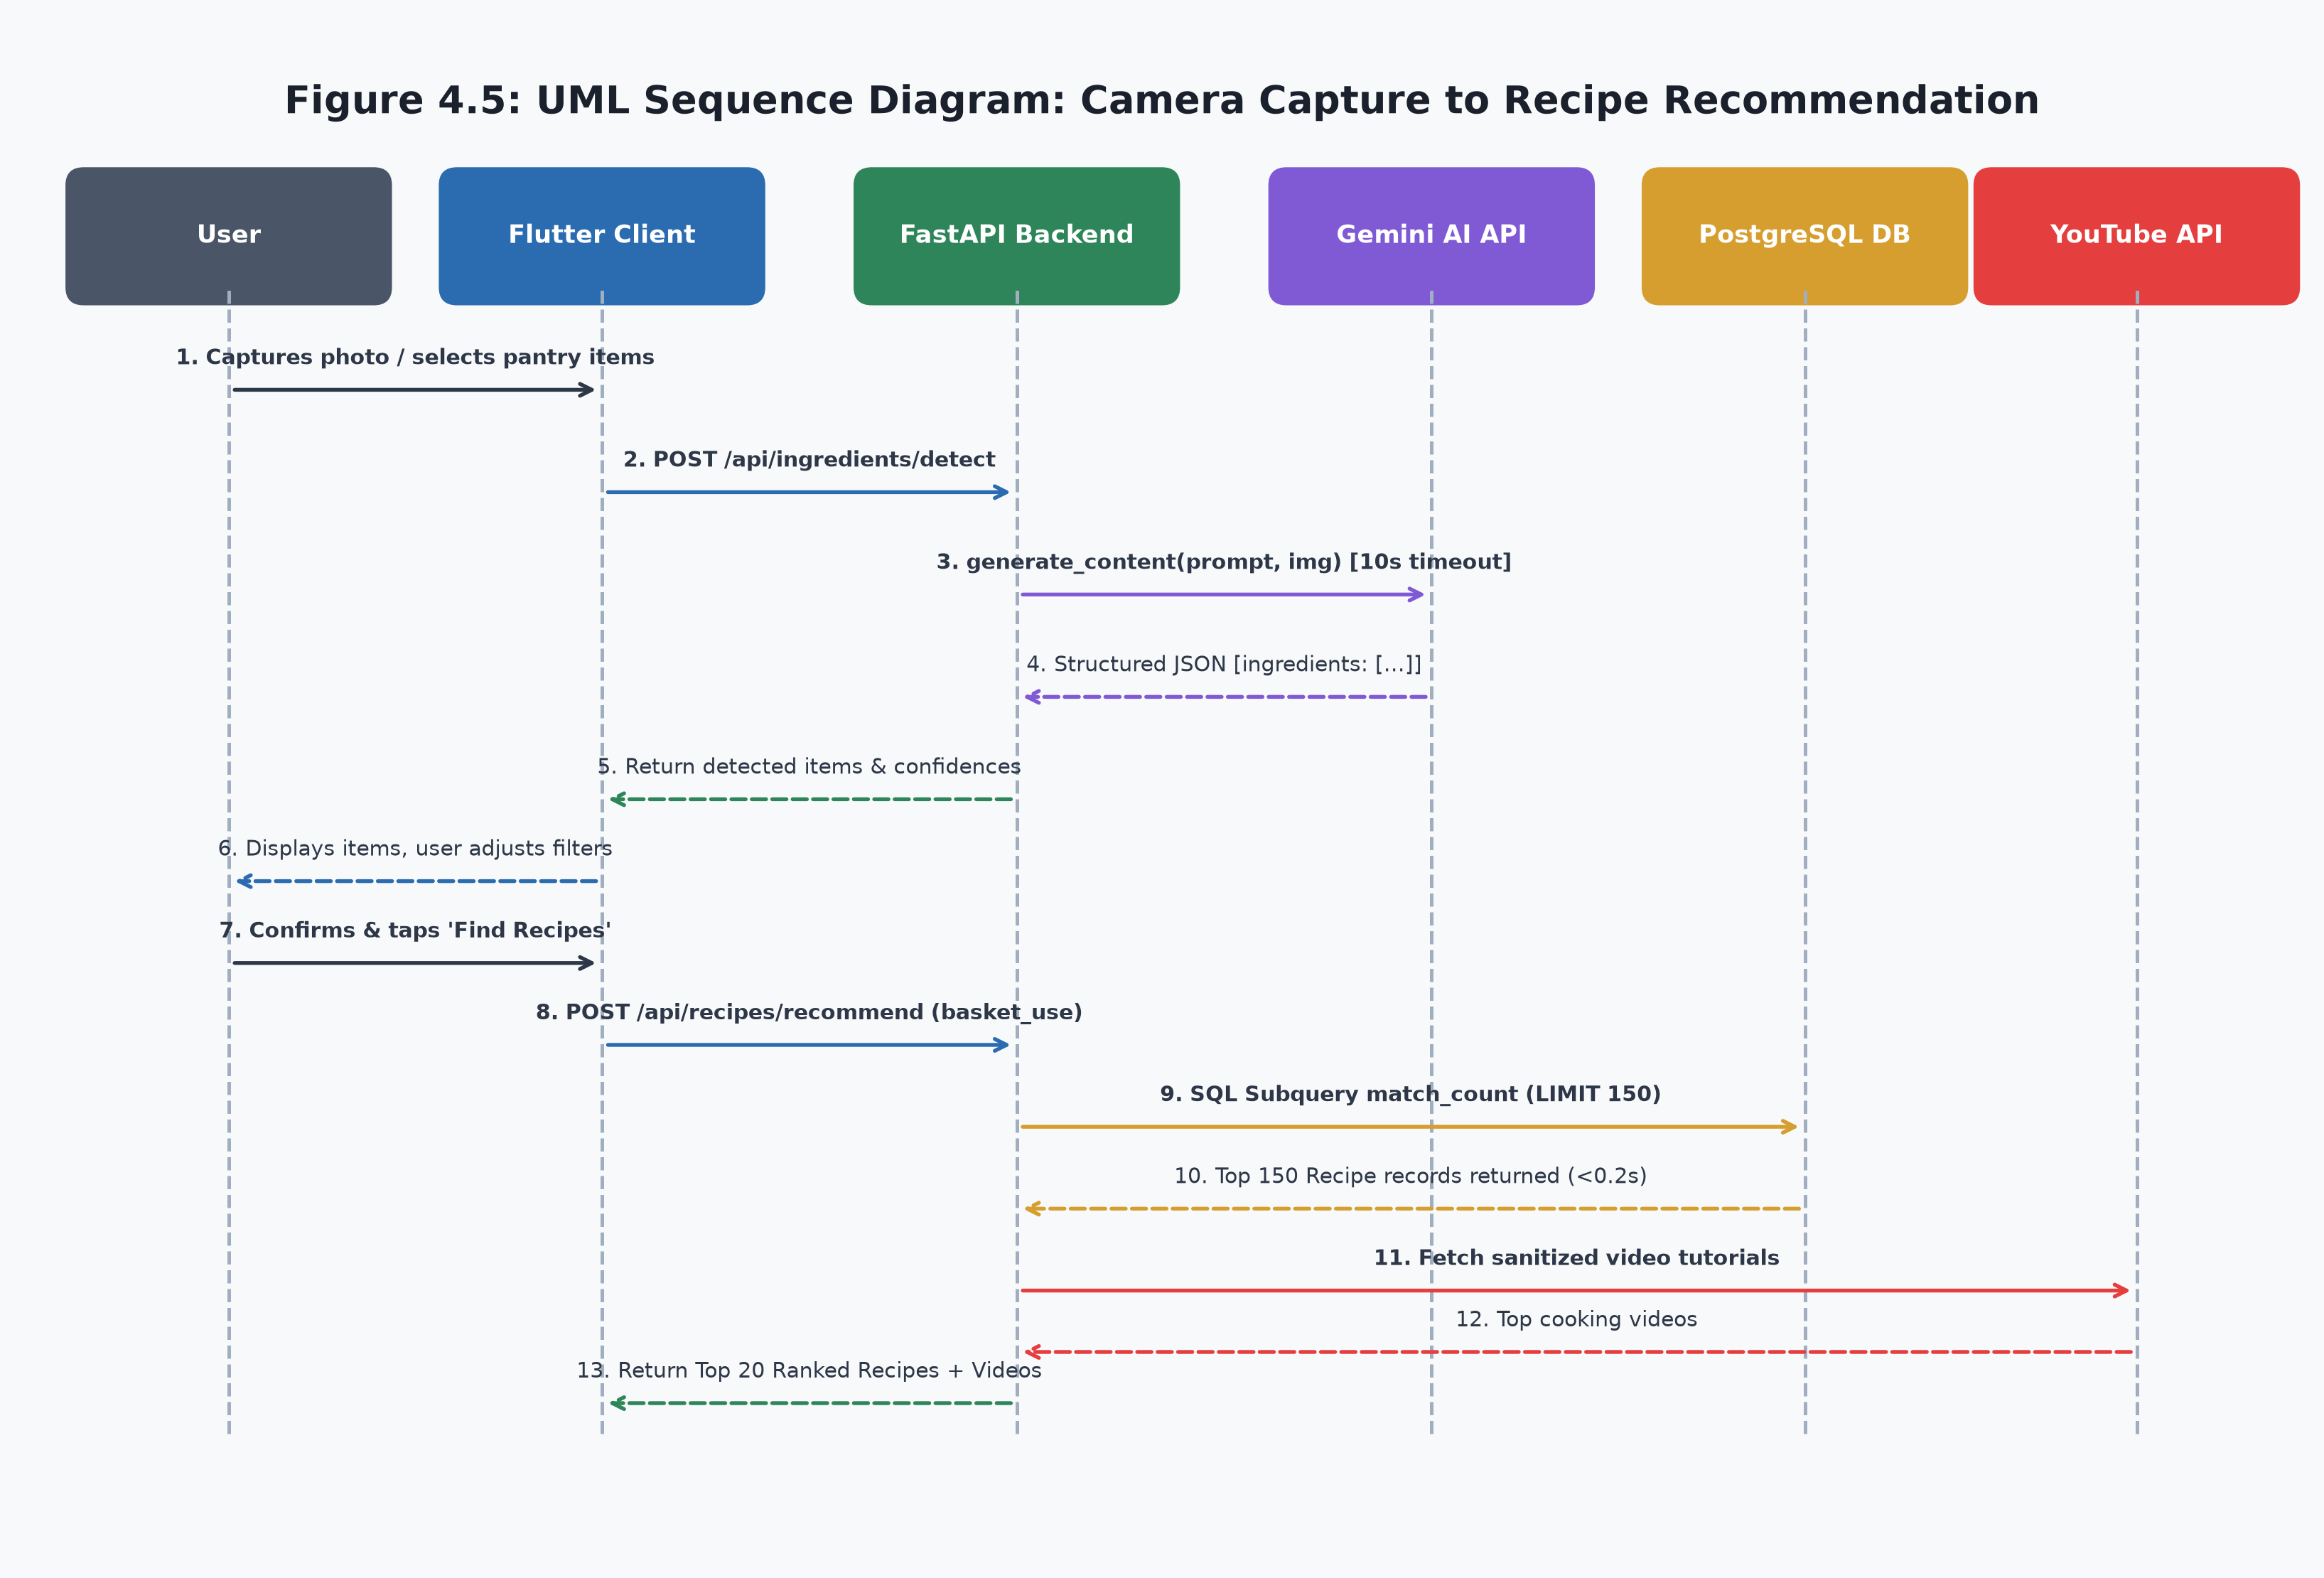 Figure 4.5: UML Sequence Diagram: Camera Capture to Recipe Recommendation
User
Flutter Client
FastAPI Backend
Gemini AI API
PostgreSQL DB
YouTube API
1. Captures photo / selects pantry items
2. POST /api/ingredients/detect
3. generate_content(prompt, img) [10s timeout]
4. Structured JSON [ingredients: [...]]
5. Return detected items & confidences
6. Displays items, user adjusts filters
7. Confirms & taps 'Find Recipes'
8. POST /api/recipes/recommend (basket_use)
9. SQL Subquery match_count (LIMIT 150)
10. Top 150 Recipe records returned (<0.2s)
11. Fetch sanitized video tutorials
12. Top cooking videos
13. Return Top 20 Ranked Recipes + Videos